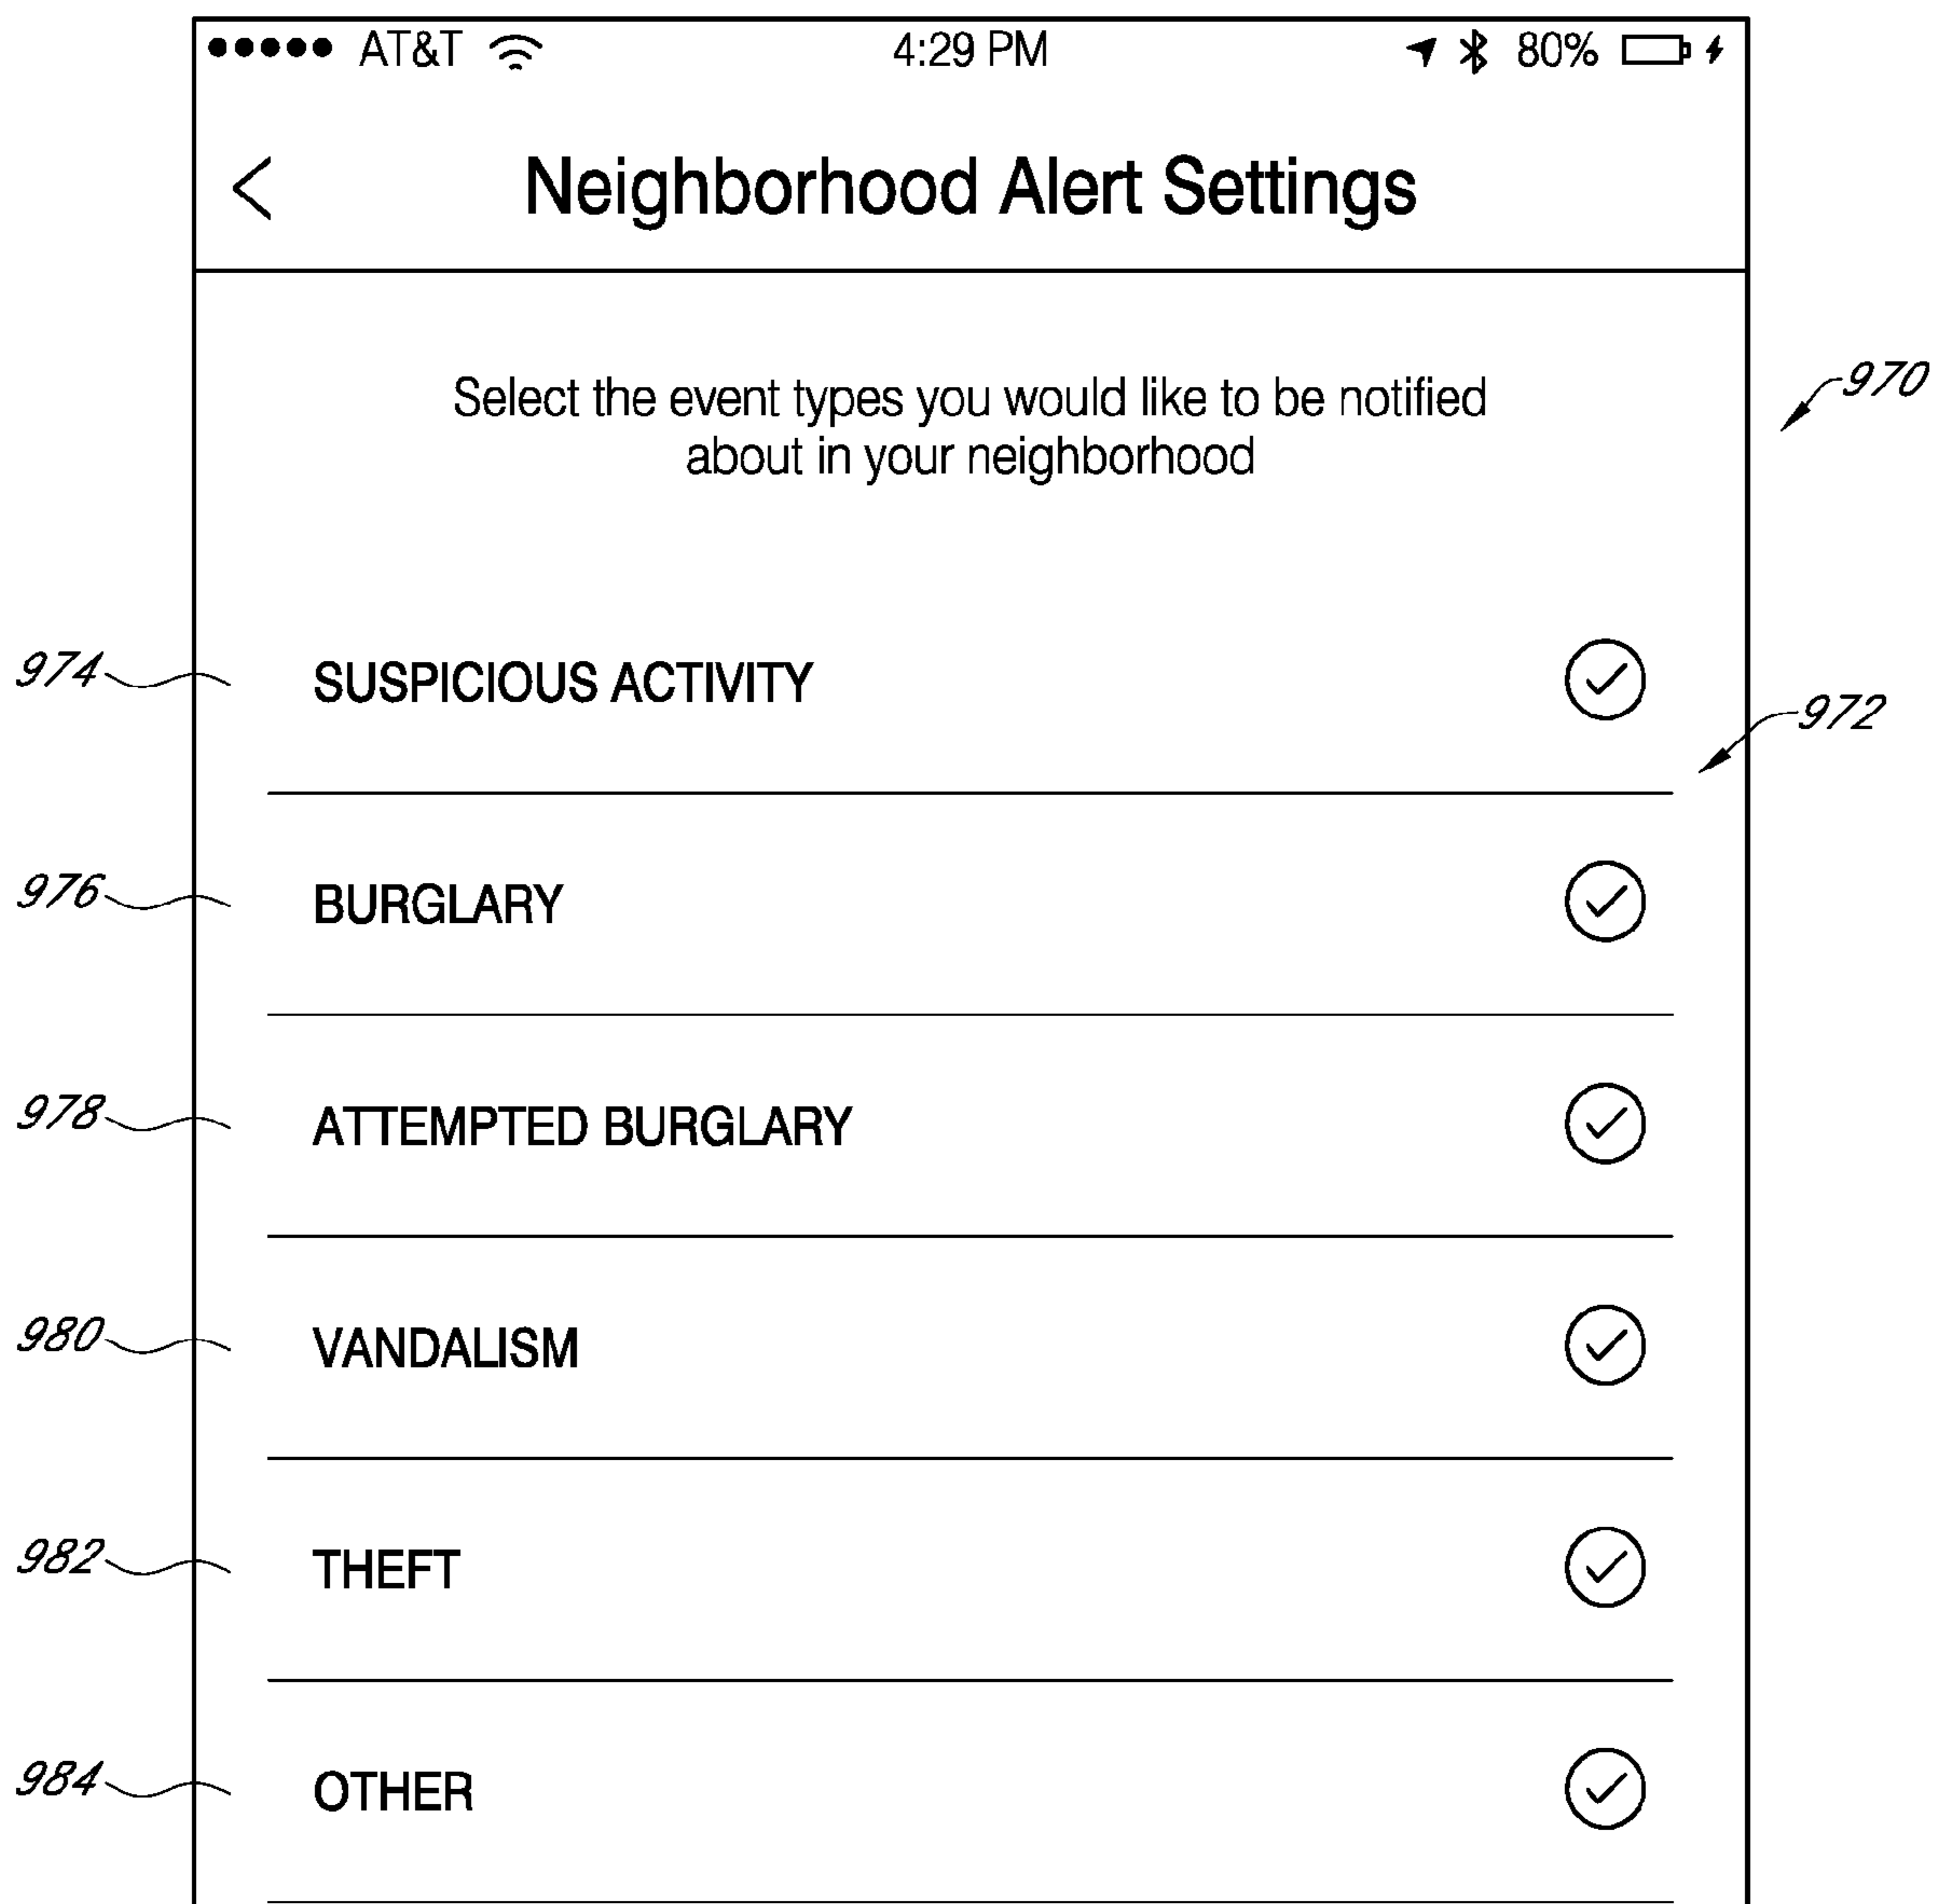 AT&T 4:29 PM 80%
Neighborhood Alert Settings
Select the event types you would like to be notified
about in your neighborhood
970
974 SUSPICIOUS ACTIVITY
972
976 BURGLARY
978 ATTEMPTED BURGLARY
980 VANDALISM
982 THEFT
984 OTHER